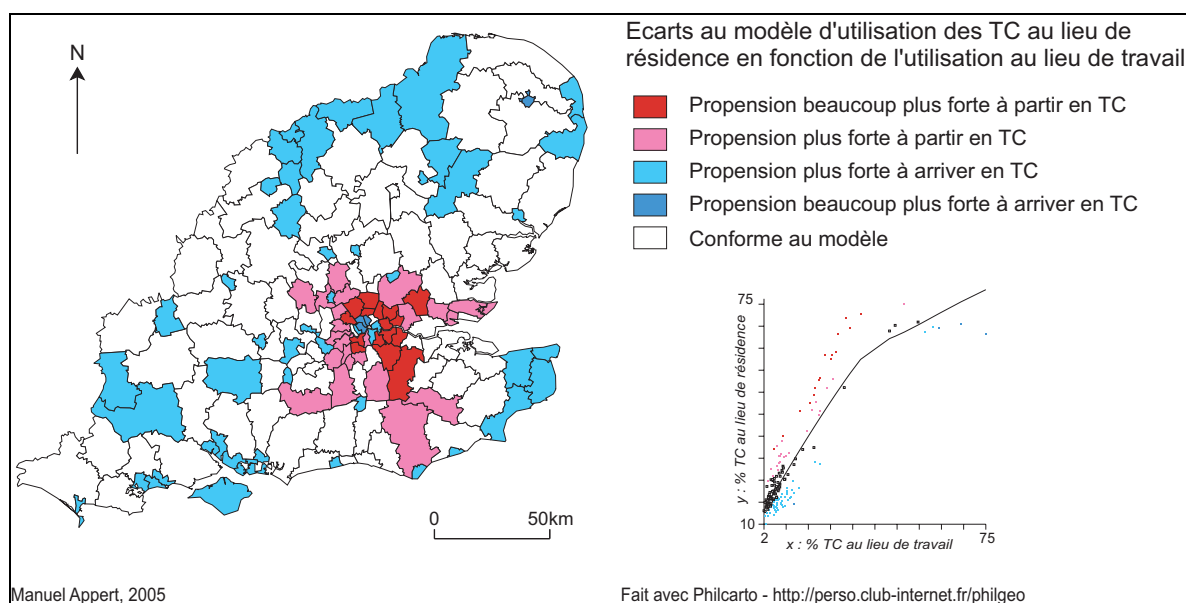 N
Ecarts au modèle d'utilisation des TC au lieu de
résidence en fonction de l'utilisation au lieu de travail
Propension beaucoup plus forte à partir en TC
Propension plus forte à partir en TC
Propension plus forte à arriver en TC
Propension beaucoup plus forte à arriver en TC
Conforme au modèle
75
y : % TC au lieu de résidence
10
2
x : % TC au lieu de travail
75
0
50km
Manuel Appert, 2005
Fait avec Philcarto - http://perso.club-internet.fr/philgeo